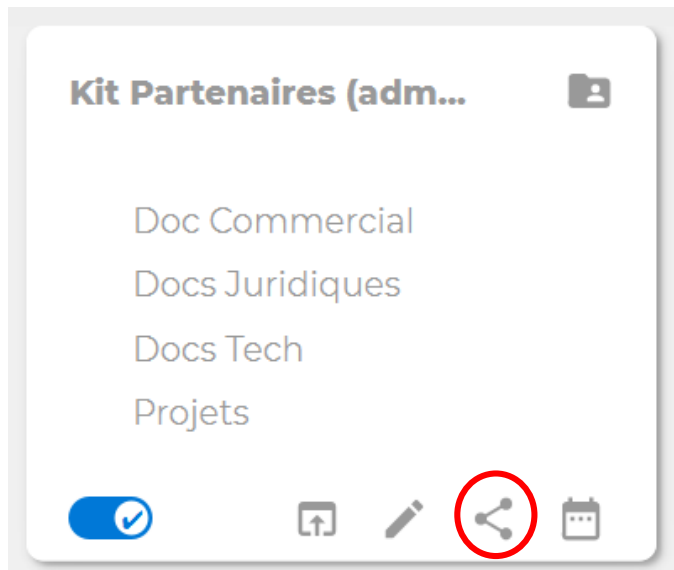 Kit Partenaires (adm...
Doc Commercial
Docs Juridiques
Docs Tech
Projets